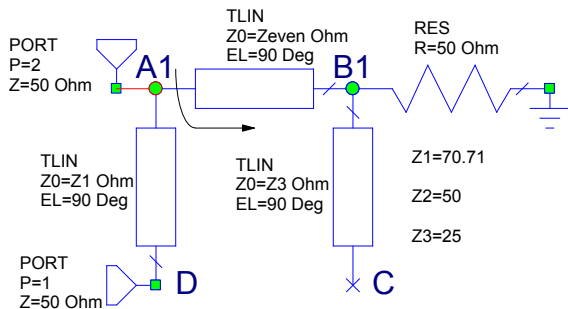 PORT
P=2
Z=50 Ohm
A1
TLIN
Z0=Zeven Ohm
EL=90 Deg
B1
RES
R=50 Ohm
TLIN
Z0=Z1 Ohm
EL=90 Deg
TLIN
Z0=Z3 Ohm
EL=90 Deg
Z1=70.71
Z2=50
Z3=25
PORT
P=1
Z=50 Ohm
D
C